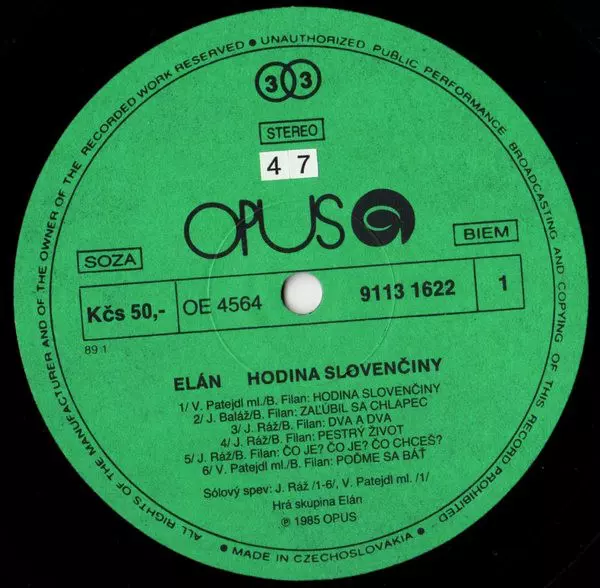 ALL RIGHTS OF THE MANUFACTURER AND OF THE OWNER OF THE RECORDED WORK RESERVED • UNAUTHORIZED PUBLIC PERFORMANCE BROADCASTING AND COPYING OF THIS RECORD PROHIBITED • MADE IN CZECHOSLOVAKIA •
33
STEREO
4 7
OPUS
SOZA
BIEM
Kčs 50,- OE 4564 9113 1622 1
89 1
ELÁN HODINA SLOVENČINY
1/ V. Patejdl ml./B. Filan: HODINA SLOVENČINY
2/ J. Baláž/B. Filan: ZAĽÚBIL SA CHLAPEC
3/ J. Ráž/B. Filan: DVA A DVA
4/ J. Ráž/B. Filan: PESTRÝ ŽIVOT
5/ J. Ráž/B. Filan: ČO JE? ČO JE? ČO CHCEŠ?
6/ V. Patejdl ml./B. Filan: POĎME SA BÁŤ
Sólový spev: J. Ráž /1-6/, V. Patejdl ml. /1/
Hrá skupina Elán
℗ 1985 OPUS